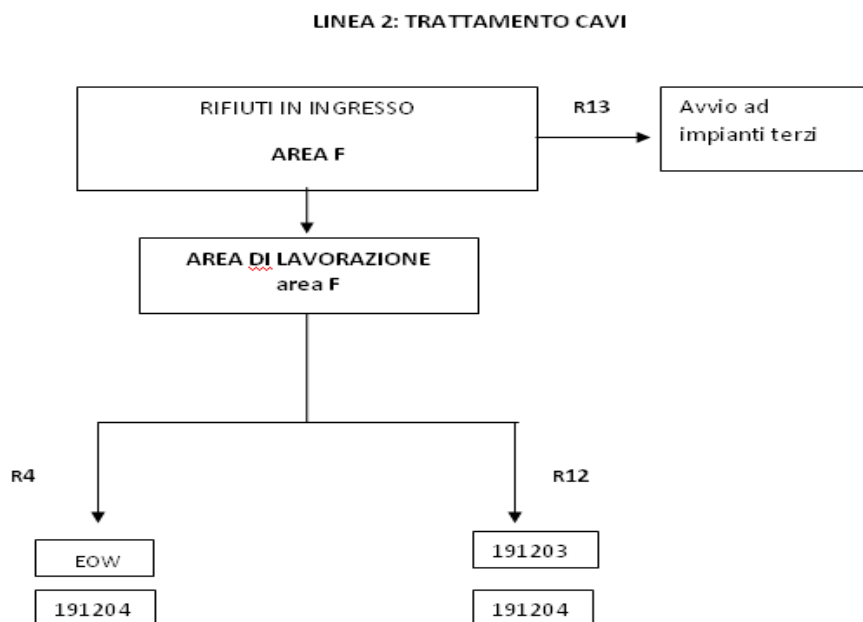 LINEA 2: TRATTAMENTO CAVI
RIFIUTI IN INGRESSO
AREA F
R13
Avvio ad
impianti terzi
AREA DI LAVORAZIONE
area F
R4
R12
EOW
191203
191204
191204